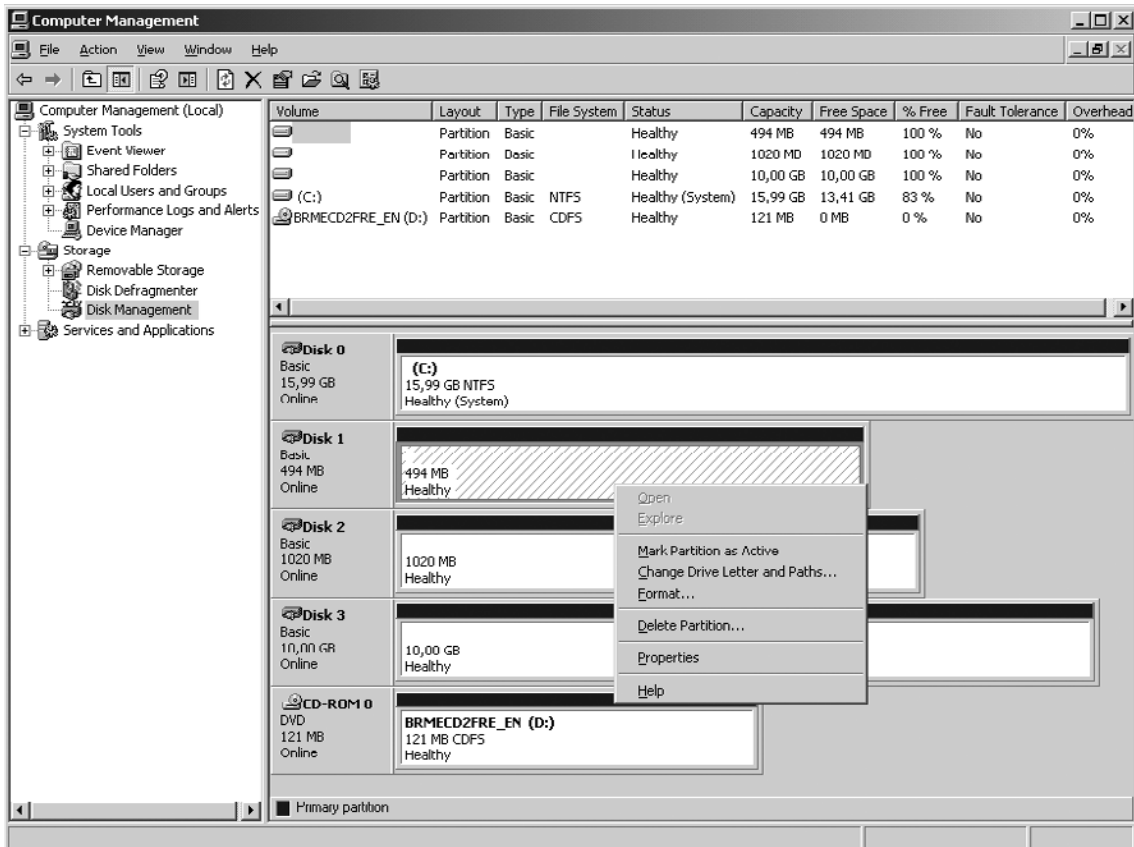 Computer Management
File Action View Window Help
Computer Management (Local)
System Tools
Event Viewer
Shared Folders
Local Users and Groups
Performance Logs and Alerts
Device Manager
Storage
Removable Storage
Disk Defragmenter
Disk Management
Services and Applications
Volume Layout Type File System Status Capacity Free Space % Free Fault Tolerance Overhead
Partition Basic Healthy 494 MB 494 MB 100 % No 0%
Partition Basic Healthy 1020 MB 1020 MB 100 % No 0%
Partition Basic Healthy 10,00 GB 10,00 GB 100 % No 0%
(C:) Partition Basic NTFS Healthy (System) 15,99 GB 13,41 GB 83 % No 0%
BRMECD2FRE_EN (D:) Partition Basic CDFS Healthy 121 MB 0 MB 0 % No 0%
Disk 0
Basic
15,99 GB
Online
(C:)
15,99 GB NTFS
Healthy (System)
Disk 1
Basic
494 MB
Online
494 MB
Healthy
Disk 2
Basic
1020 MB
Online
1020 MB
Healthy
Disk 3
Basic
10,00 GB
Online
10,00 GB
Healthy
CD-ROM 0
DVD
121 MB
Online
BRMECD2FRE_EN (D:)
121 MB CDFS
Healthy
Open
Explore
Mark Partition as Active
Change Drive Letter and Paths...
Format...
Delete Partition...
Properties
Help
Primary partition